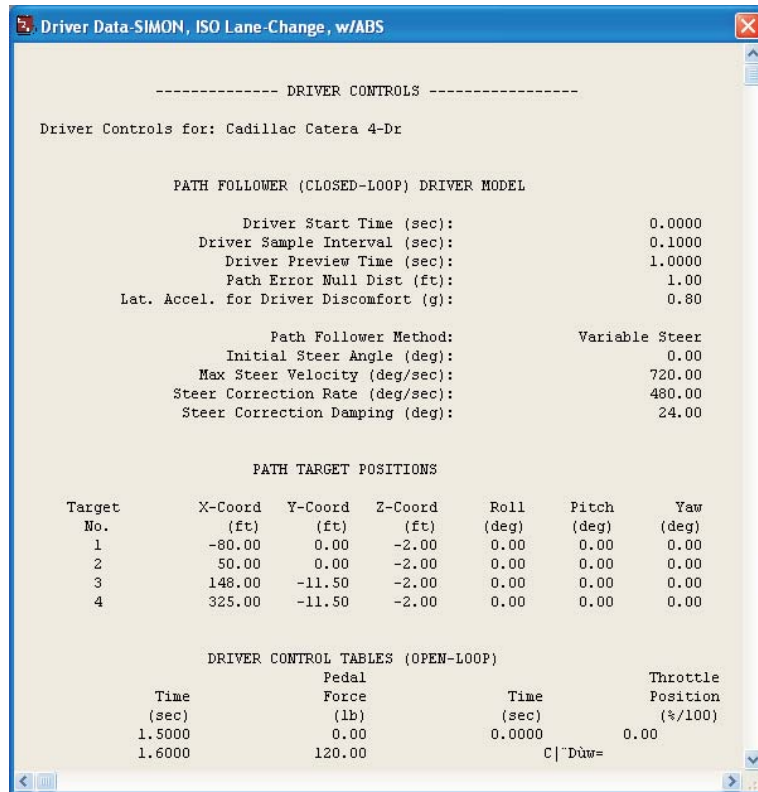 Driver Data-SIMON, ISO Lane-Change, w/ABS
-------------- DRIVER CONTROLS -----------------
Driver Controls for: Cadillac Catera 4-Dr
PATH FOLLOWER (CLOSED-LOOP) DRIVER MODEL
Driver Start Time (sec): 0.0000
Driver Sample Interval (sec): 0.1000
Driver Preview Time (sec): 1.0000
Path Error Null Dist (ft): 1.00
Lat. Accel. for Driver Discomfort (g): 0.80
Path Follower Method: Variable Steer
Initial Steer Angle (deg): 0.00
Max Steer Velocity (deg/sec): 720.00
Steer Correction Rate (deg/sec): 480.00
Steer Correction Damping (deg): 24.00
PATH TARGET POSITIONS
Target X-Coord Y-Coord Z-Coord Roll Pitch Yaw
No. (ft) (ft) (ft) (deg) (deg) (deg)
1 -80.00 0.00 -2.00 0.00 0.00 0.00
2 50.00 0.00 -2.00 0.00 0.00 0.00
3 148.00 -11.50 -2.00 0.00 0.00 0.00
4 325.00 -11.50 -2.00 0.00 0.00 0.00
DRIVER CONTROL TABLES (OPEN-LOOP)
Pedal Throttle
Time Force Time Position
(sec) (lb) (sec) (%/100)
1.5000 0.00 0.0000 0.00
1.6000 120.00 C|¨Dùw=